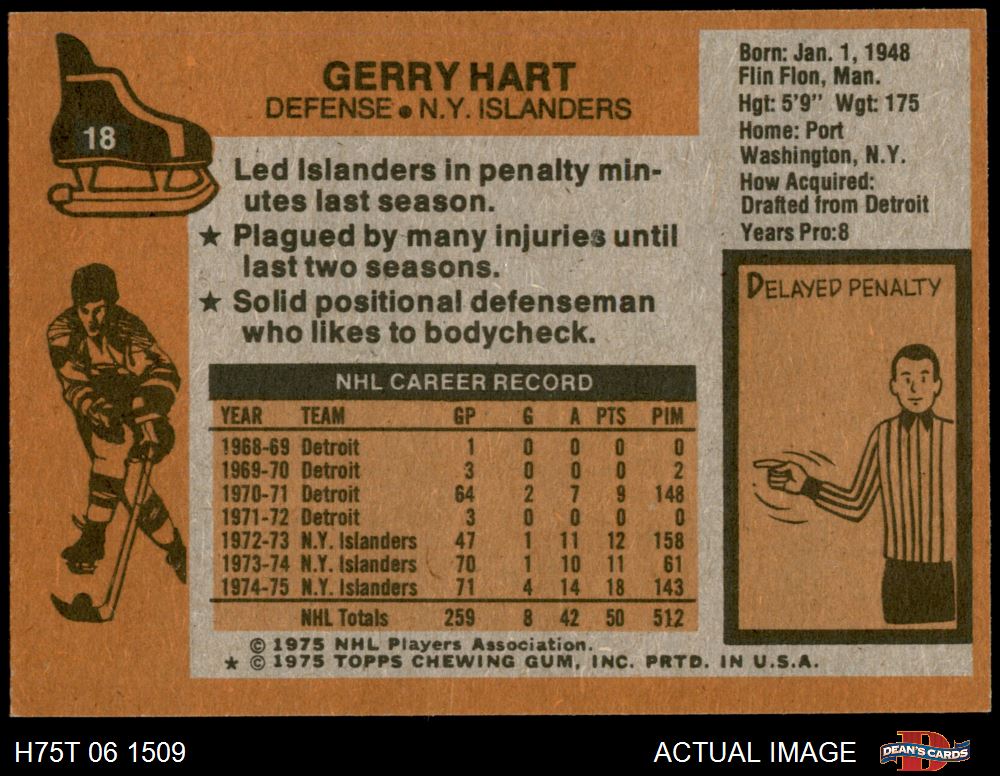 18
GERRY HART
DEFENSE ● N.Y. ISLANDERS
Born: Jan. 1, 1948
Flin Flon, Man.
Hgt: 5'9" Wgt: 175
Home: Port
Washington, N.Y.
How Acquired:
Drafted from Detroit
Years Pro:8
Led Islanders in penalty min-
utes last season.
★ Plagued by many injuries until
last two seasons.
★ Solid positional defenseman
who likes to bodycheck.
DELAYED PENALTY
NHL CAREER RECORD
YEAR TEAM GP G A PTS PIM
1968-69 Detroit 1 0 0 0 0
1969-70 Detroit 3 0 0 0 2
1970-71 Detroit 64 2 7 9 148
1971-72 Detroit 3 0 0 0 0
1972-73 N.Y. Islanders 47 1 11 12 158
1973-74 N.Y. Islanders 70 1 10 11 61
1974-75 N.Y. Islanders 71 4 14 18 143
NHL Totals 259 8 42 50 512
© 1975 NHL Players Association.
★ © 1975 TOPPS CHEWING GUM, INC. PRTD. IN U.S.A.
H75T 06 1509
ACTUAL IMAGE
D
DEAN'S CARDS